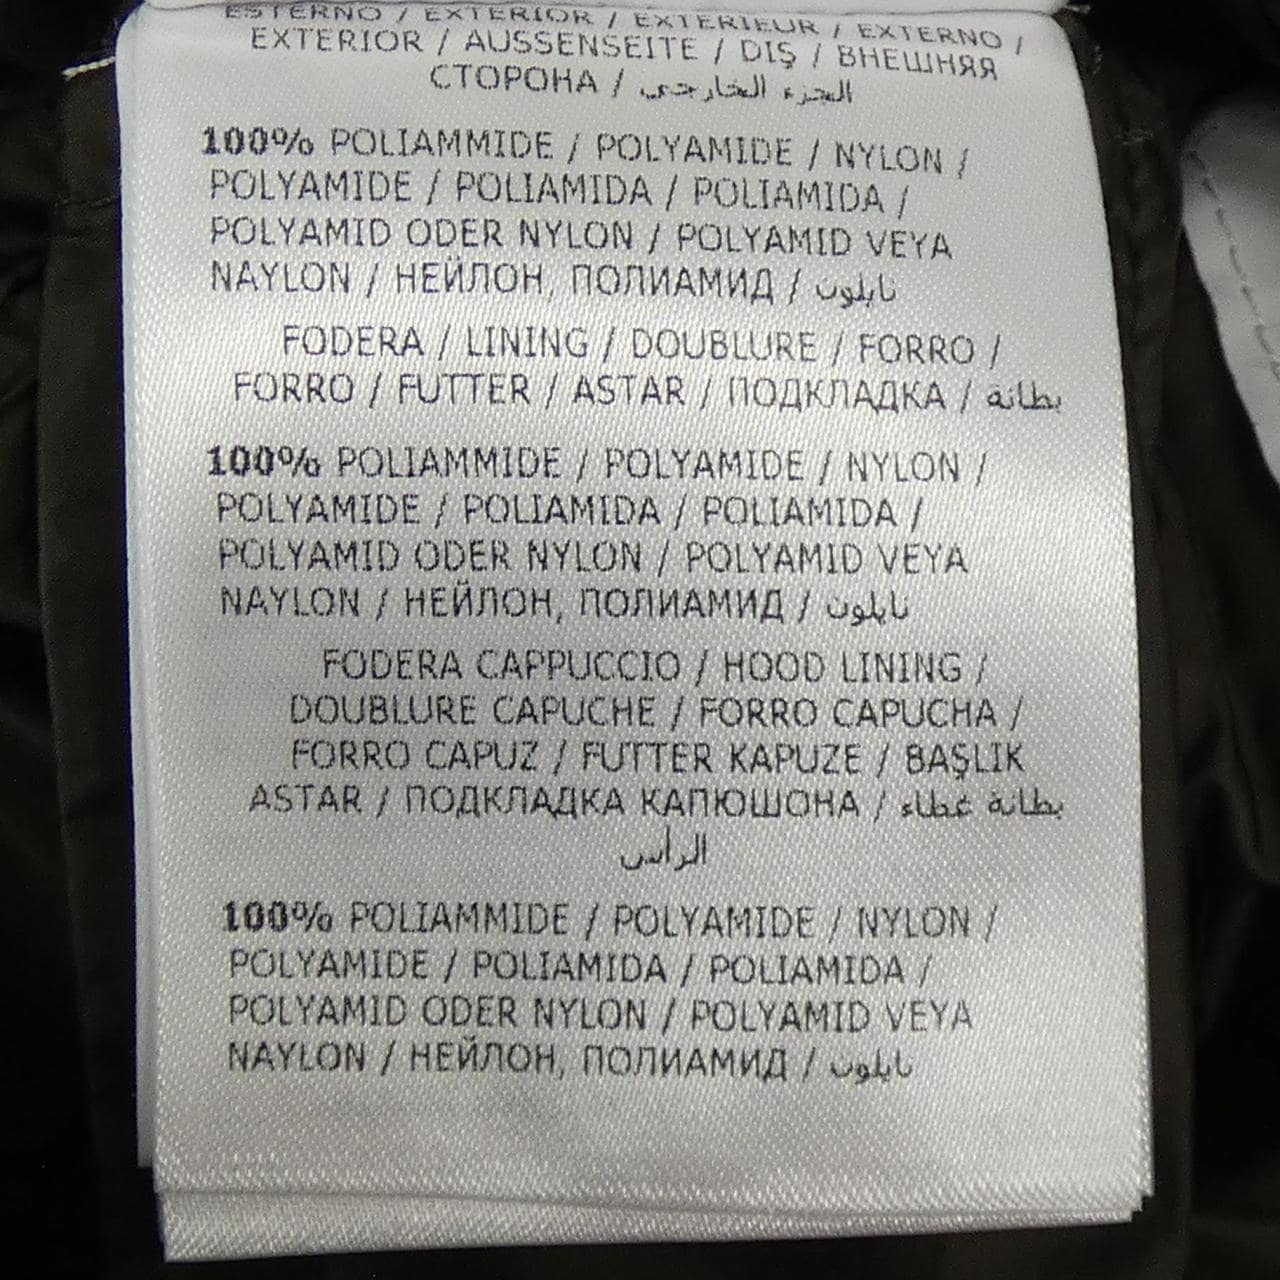 ESTERNO / EXTERIOR / EXTERIEUR / EXTERNO /
EXTERIOR / AUSSENSEITE / DIŞ / ВНЕШНЯЯ
СТОРОНА / الجزء الخارجي
100% POLIAMMIDE / POLYAMIDE / NYLON /
POLYAMIDE / POLIAMIDA / POLIAMIDA /
POLYAMID ODER NYLON / POLYAMID VEYA
NAYLON / НЕЙЛОН, ПОЛИАМИД / نايلون
FODERA / LINING / DOUBLURE / FORRO /
FORRO / FUTTER / ASTAR / ПОДКЛАДКА / بطانة
100% POLIAMMIDE / POLYAMIDE / NYLON /
POLYAMIDE / POLIAMIDA / POLIAMIDA /
POLYAMID ODER NYLON / POLYAMID VEYA
NAYLON / НЕЙЛОН, ПОЛИАМИД / نايلون
FODERA CAPPUCCIO / HOOD LINING /
DOUBLURE CAPUCHE / FORRO CAPUCHA /
FORRO CAPUZ / FUTTER KAPUZE / BAŞLIK
ASTAR / ПОДКЛАДКА КАПЮШОНА / بطانة غطاء
الرأس
100% POLIAMMIDE / POLYAMIDE / NYLON /
POLYAMIDE / POLIAMIDA / POLIAMIDA /
POLYAMID ODER NYLON / POLYAMID VEYA
NAYLON / НЕЙЛОН, ПОЛИАМИД / نايلون